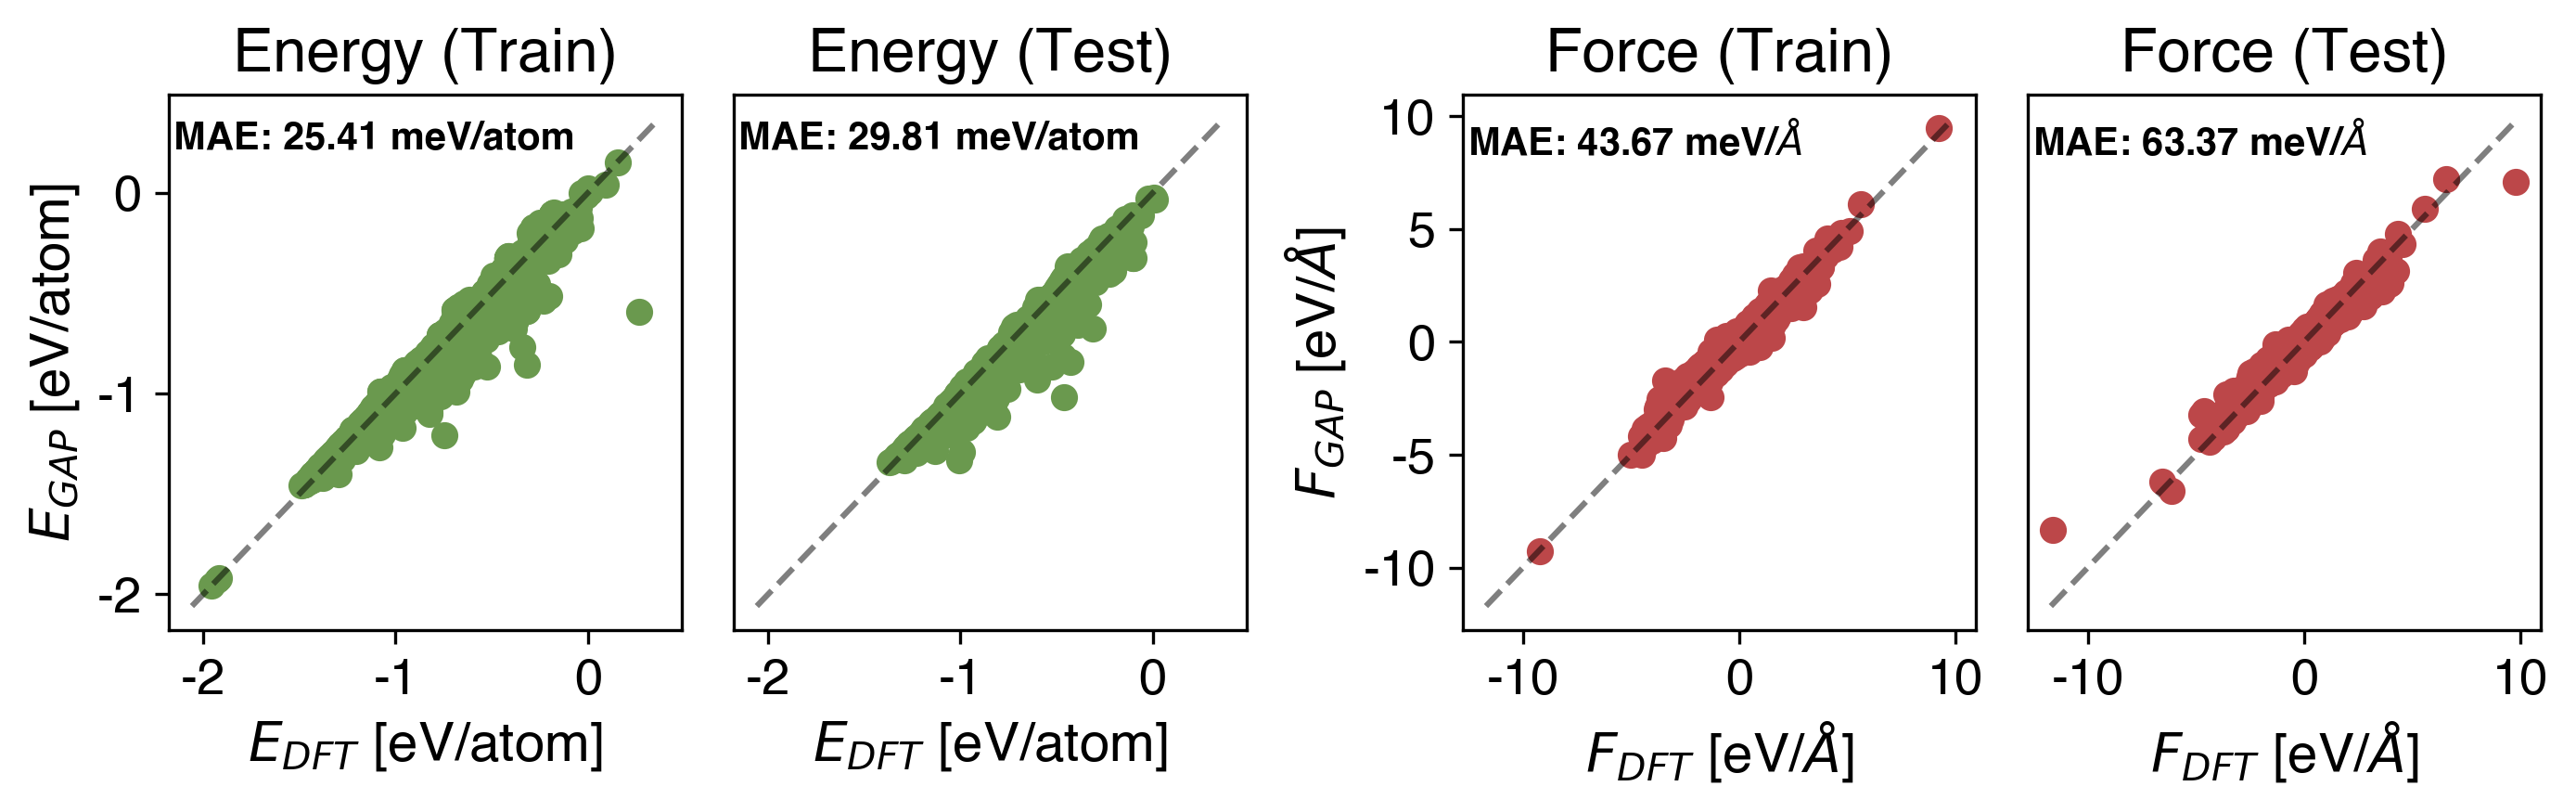 Energy (Train)
MAE: 25.41 meV/atom
E_GAP [eV/atom]
0
-1
-2
-2 -1 0
E_DFT [eV/atom]
Energy (Test)
MAE: 29.81 meV/atom
-2 -1 0
E_DFT [eV/atom]
Force (Train)
MAE: 43.67 meV/Å
F_GAP [eV/Å]
10
5
0
-5
-10
-10 0 10
F_DFT [eV/Å]
Force (Test)
MAE: 63.37 meV/Å
-10 0 10
F_DFT [eV/Å]